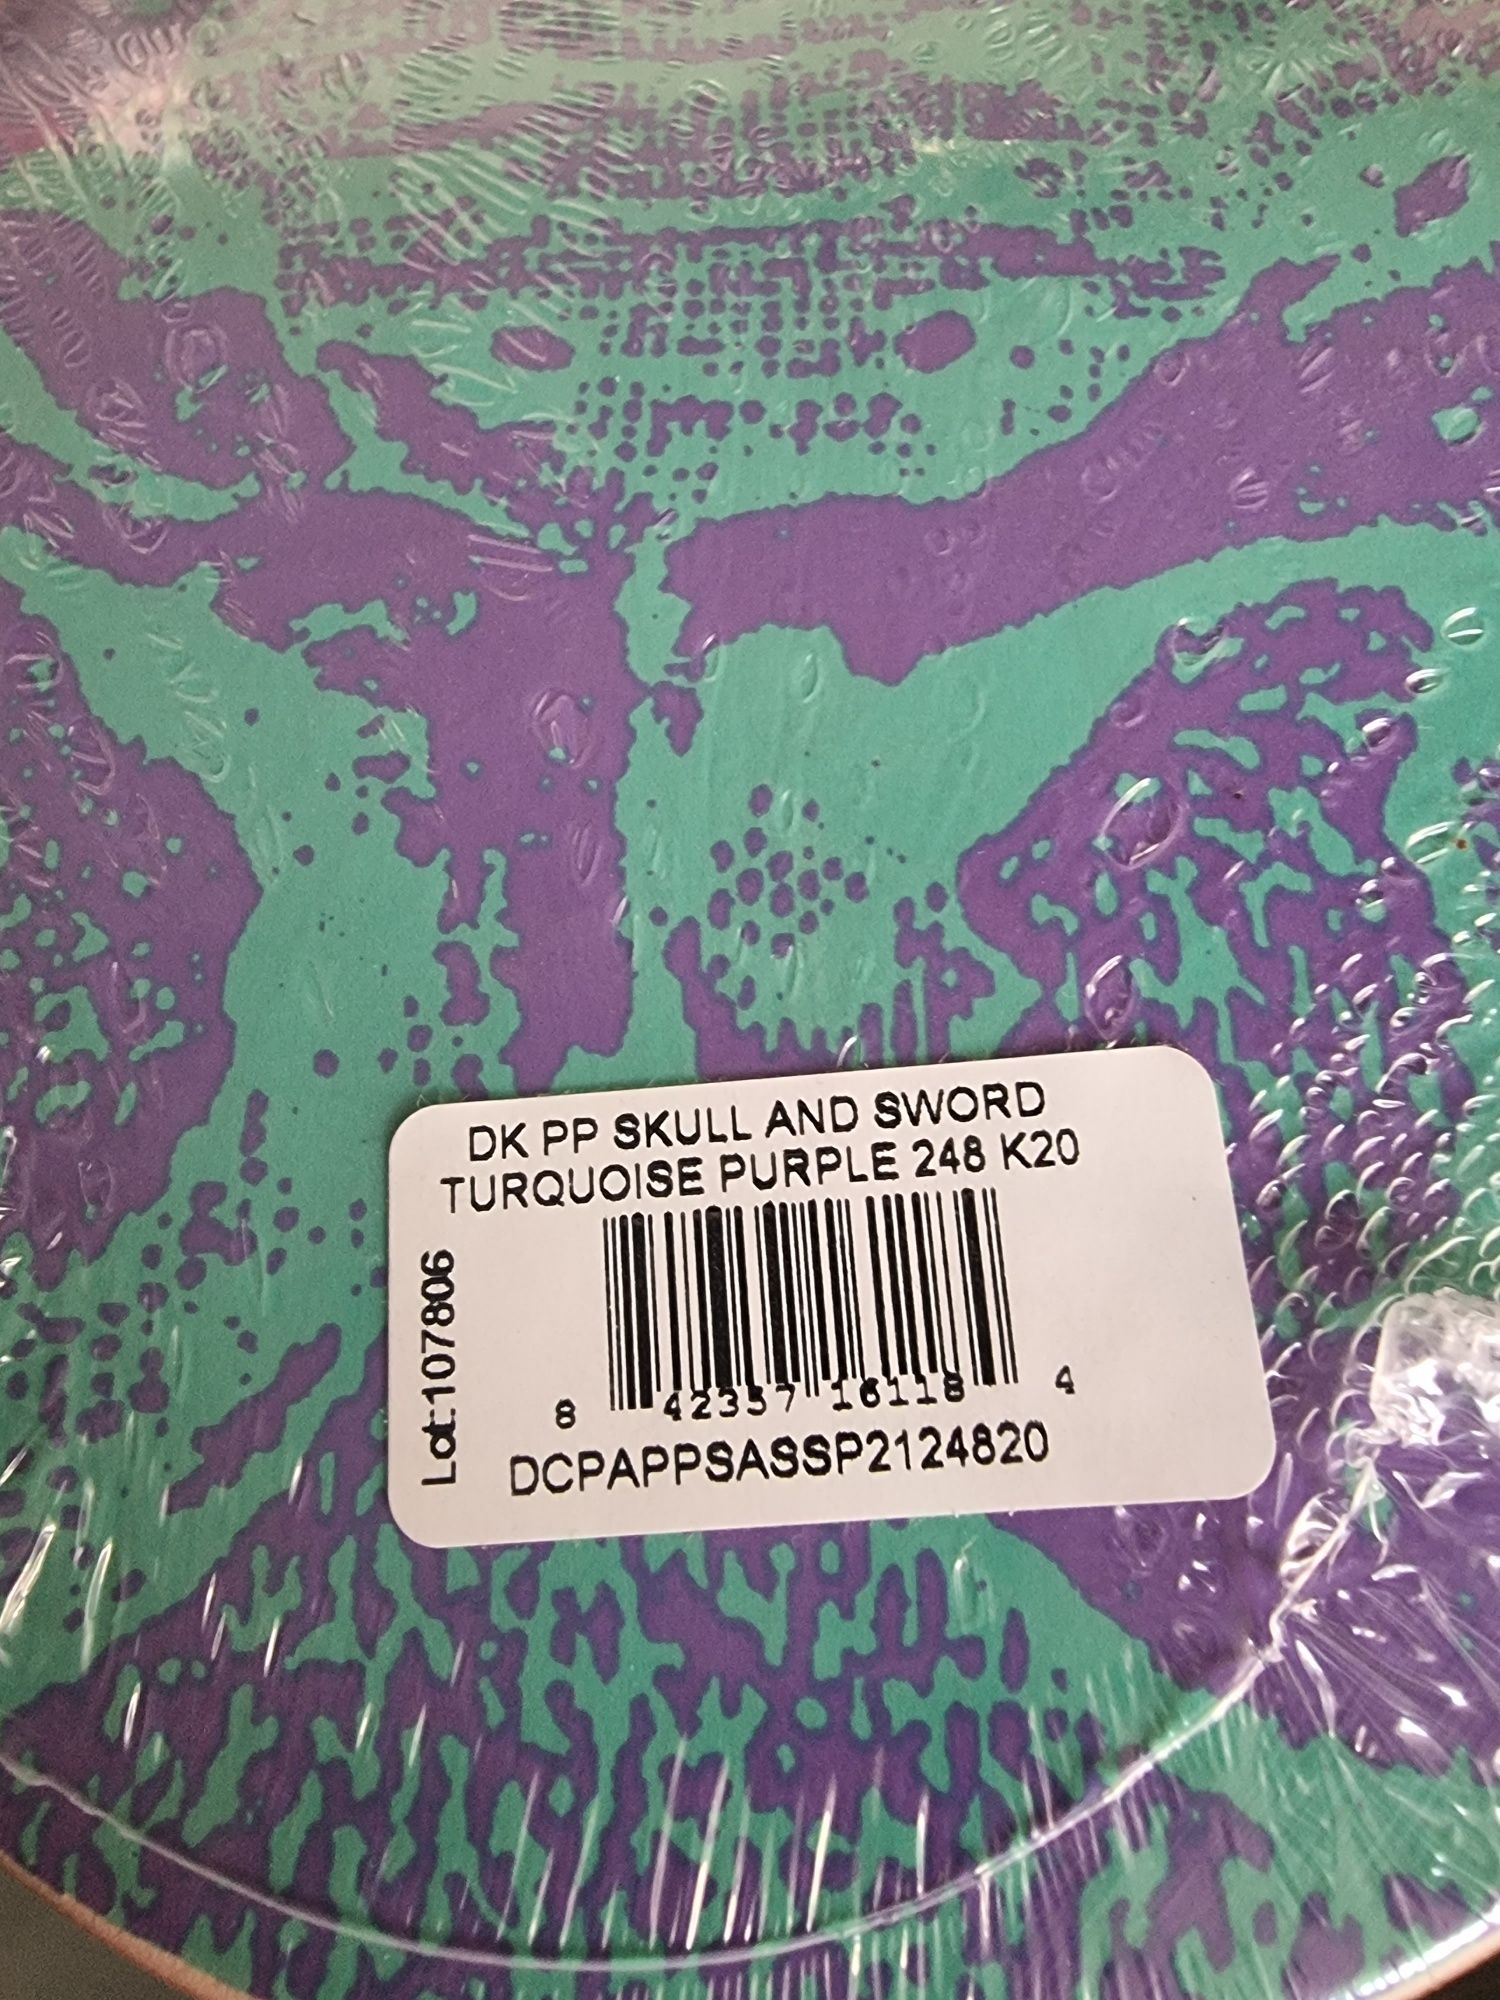 DK PP SKULL AND SWORD
TURQUOISE PURPLE 248 K20
Lot:107806
8 42357 16118 4
DCPAPPSASSP2124820